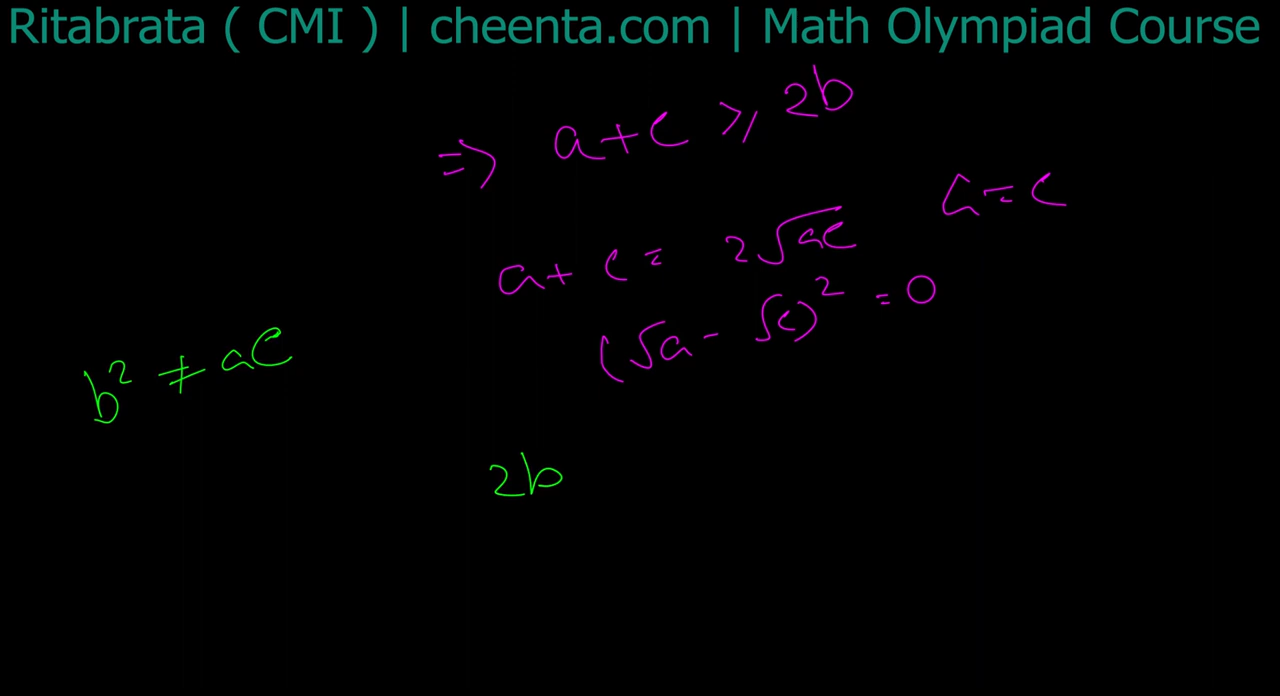 Ritabrata ( CMI ) | cheenta.com | Math Olympiad Course
⇒ a+c ≥ 2b
a=c
a+c = 2√ac
(√a - √c)² = 0
b² ≠ ac
2b